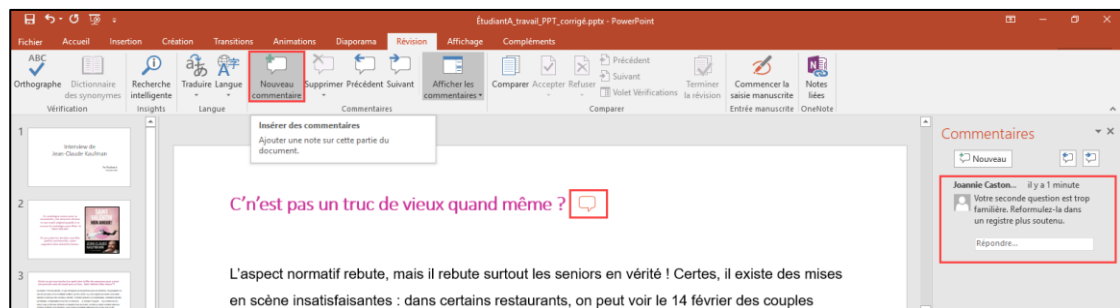 ÉtudiantA_travail_PPT_corrigé.pptx - PowerPoint
Fichier Accueil Insertion Création Transitions Animations Diaporama Révision Affichage Compléments
ABC
Orthographe
Dictionnaire
des synonymes
Recherche
intelligente
Traduire
Langue
Nouveau
commentaire
Supprimer
Précédent
Suivant
Afficher les
commentaires
Comparer
Accepter
Refuser
Précédent
Suivant
Volet Vérifications
Terminer
la révision
Commencer la
saisie manuscrite
Notes
liées
Vérification
Insights
Langue
Commentaires
Comparer
Entrée manuscrite
OneNote
Insérer des commentaires
Ajouter une note sur cette partie du
document.
1
Interview de
Jean-Claude Kaufman
2
3
C'n'est pas un truc de vieux quand même ?
L'aspect normatif rebute, mais il rebute surtout les seniors en vérité ! Certes, il existe des mises
en scène insatisfaisantes : dans certains restaurants, on peut voir le 14 février des couples
Commentaires
Nouveau
Joannie Caston... il y a 1 minute
Votre seconde question est trop
familière. Reformulez-la dans
un registre plus soutenu.
Répondre...